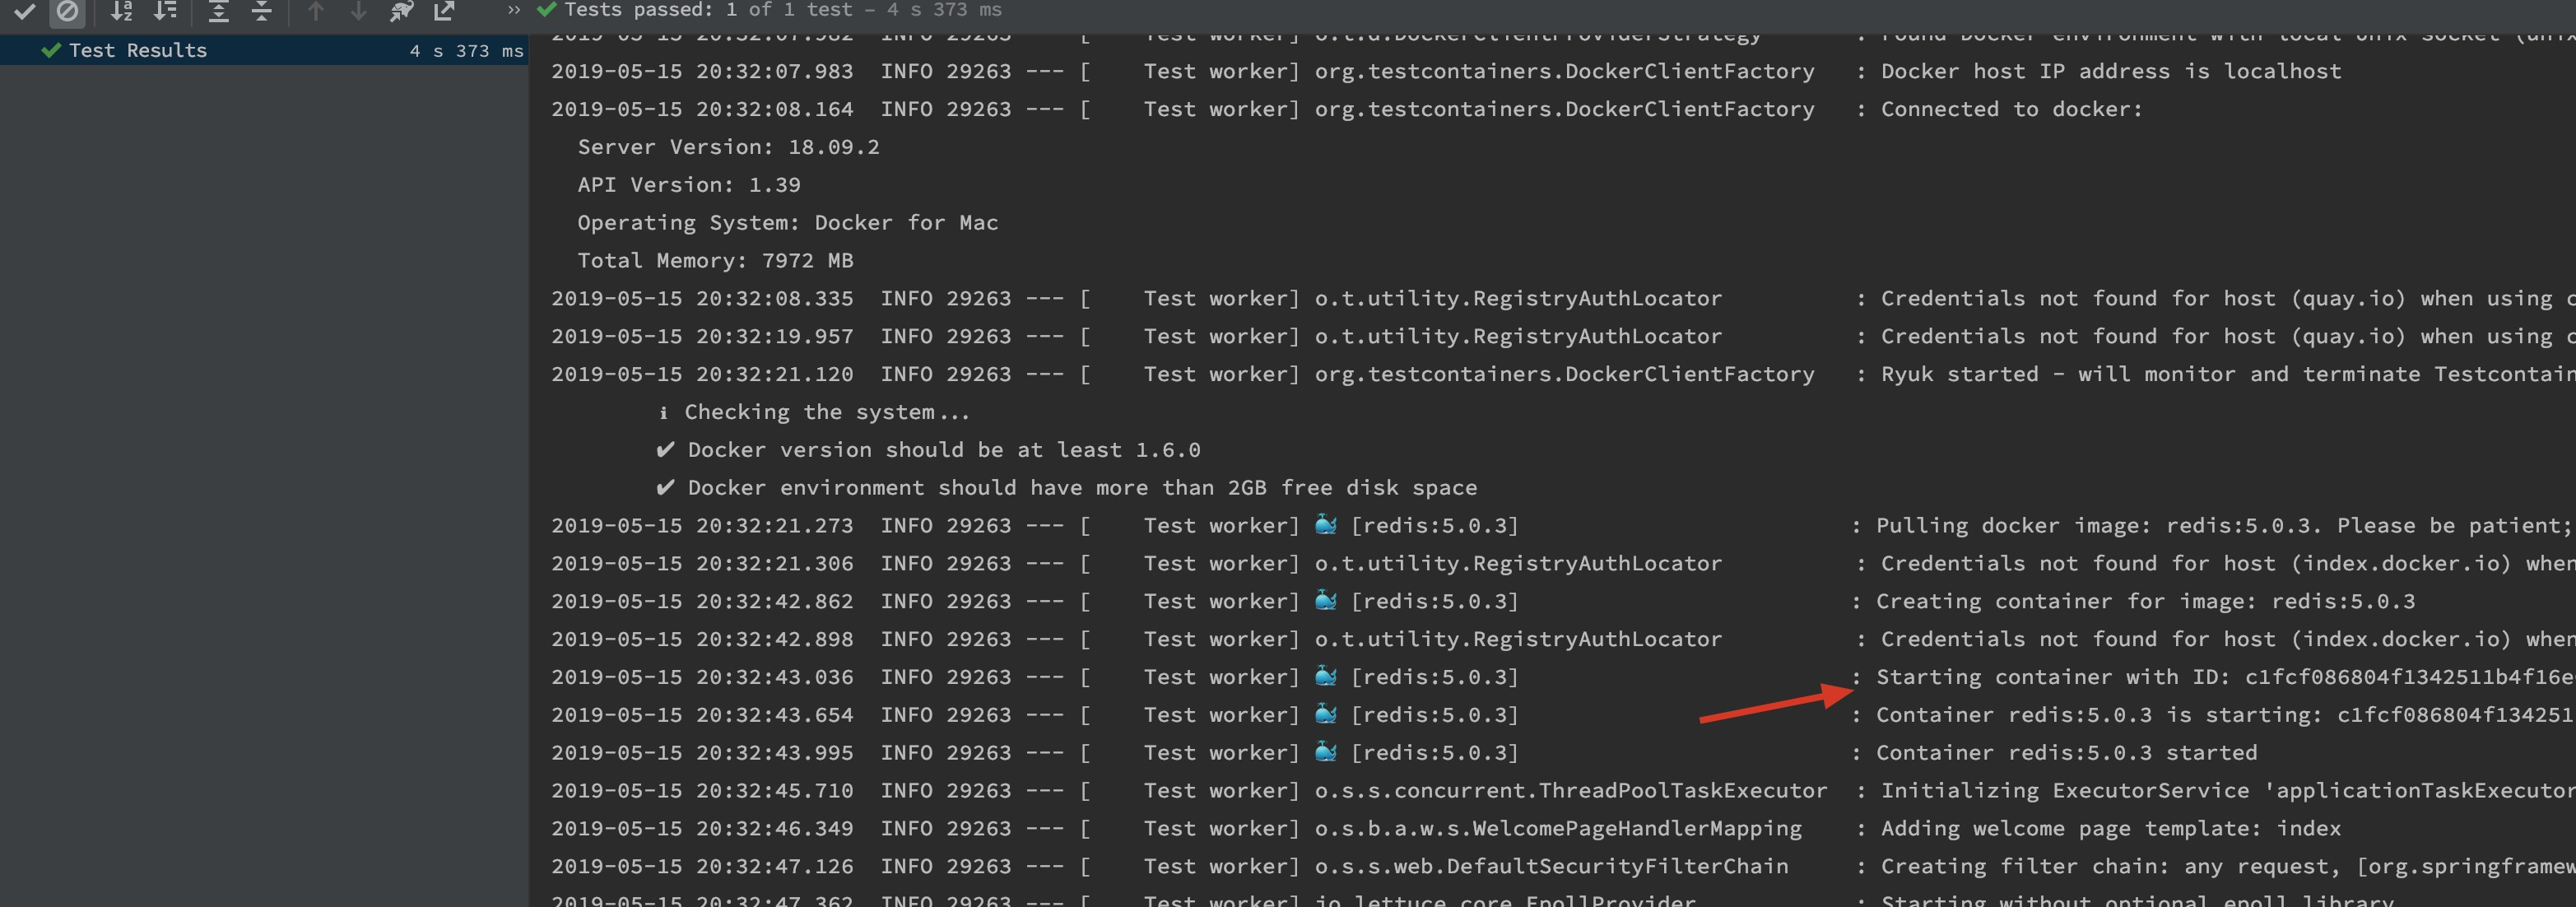 Tests passed: 1 of 1 test – 4 s 373 ms
Test Results 4 s 373 ms
2019-05-15 20:32:07.982 INFO 29263 --- [ Test worker] o.t.d.DockerClientProviderStrategy : Found Docker environment with local Unix socket (unix
2019-05-15 20:32:07.983 INFO 29263 --- [ Test worker] org.testcontainers.DockerClientFactory : Docker host IP address is localhost
2019-05-15 20:32:08.164 INFO 29263 --- [ Test worker] org.testcontainers.DockerClientFactory : Connected to docker:
Server Version: 18.09.2
API Version: 1.39
Operating System: Docker for Mac
Total Memory: 7972 MB
2019-05-15 20:32:08.335 INFO 29263 --- [ Test worker] o.t.utility.RegistryAuthLocator : Credentials not found for host (quay.io) when using c
2019-05-15 20:32:19.957 INFO 29263 --- [ Test worker] o.t.utility.RegistryAuthLocator : Credentials not found for host (quay.io) when using c
2019-05-15 20:32:21.120 INFO 29263 --- [ Test worker] org.testcontainers.DockerClientFactory : Ryuk started - will monitor and terminate Testcontain
ℹ Checking the system...
✔ Docker version should be at least 1.6.0
✔ Docker environment should have more than 2GB free disk space
2019-05-15 20:32:21.273 INFO 29263 --- [ Test worker] 🐳 [redis:5.0.3] : Pulling docker image: redis:5.0.3. Please be patient;
2019-05-15 20:32:21.306 INFO 29263 --- [ Test worker] o.t.utility.RegistryAuthLocator : Credentials not found for host (index.docker.io) when
2019-05-15 20:32:42.862 INFO 29263 --- [ Test worker] 🐳 [redis:5.0.3] : Creating container for image: redis:5.0.3
2019-05-15 20:32:42.898 INFO 29263 --- [ Test worker] o.t.utility.RegistryAuthLocator : Credentials not found for host (index.docker.io) when
2019-05-15 20:32:43.036 INFO 29263 --- [ Test worker] 🐳 [redis:5.0.3] : Starting container with ID: c1fcf086804f1342511b4f16e
2019-05-15 20:32:43.654 INFO 29263 --- [ Test worker] 🐳 [redis:5.0.3] : Container redis:5.0.3 is starting: c1fcf086804f134251
2019-05-15 20:32:43.995 INFO 29263 --- [ Test worker] 🐳 [redis:5.0.3] : Container redis:5.0.3 started
2019-05-15 20:32:45.710 INFO 29263 --- [ Test worker] o.s.s.concurrent.ThreadPoolTaskExecutor : Initializing ExecutorService 'applicationTaskExecutor
2019-05-15 20:32:46.349 INFO 29263 --- [ Test worker] o.s.b.a.w.s.WelcomePageHandlerMapping : Adding welcome page template: index
2019-05-15 20:32:47.126 INFO 29263 --- [ Test worker] o.s.s.web.DefaultSecurityFilterChain : Creating filter chain: any request, [org.springframew
2019-05-15 20:32:47.362 INFO 29263 --- [ Test worker] io.lettuce.core.EpollProvider : Starting without optional epoll library